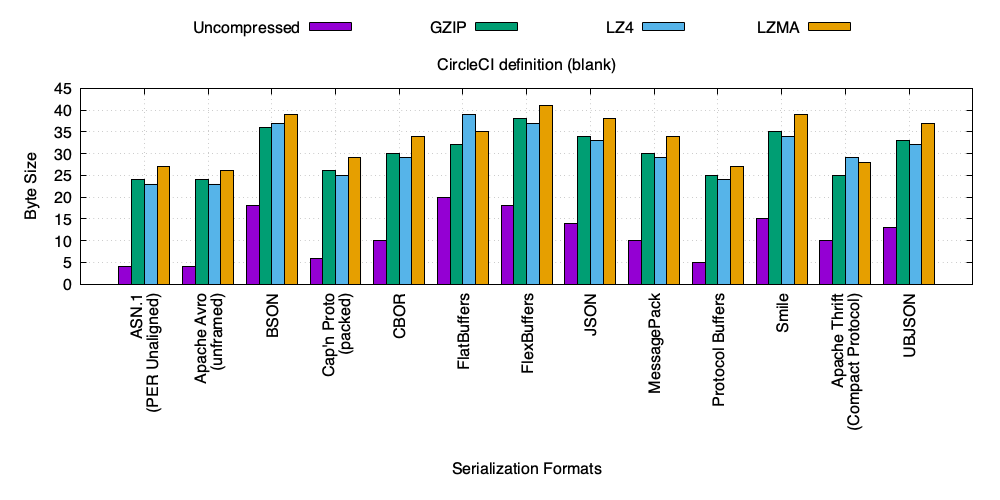 Uncompressed GZIP LZ4 LZMA
CircleCI definition (blank)
45
40
35
30
25
20
15
10
5
0
Byte Size
ASN.1
(PER Unaligned)
Apache Avro
(unframed)
BSON
Cap'n Proto
(packed)
CBOR
FlatBuffers
FlexBuffers
JSON
MessagePack
Protocol Buffers
Smile
Apache Thrift
(Compact Protocol)
UBJSON
Serialization Formats